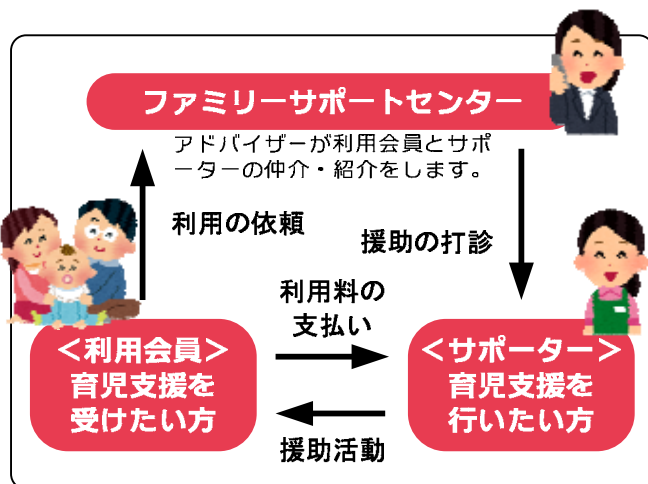 ファミリーサポートセンター
アドバイザーが利用会員とサポ
ーターの仲介・紹介をします。
利用の依頼
援助の打診
利用料の
支払い
＜利用会員＞
育児支援を
受けたい方
＜サポーター＞
育児支援を
行いたい方
援助活動